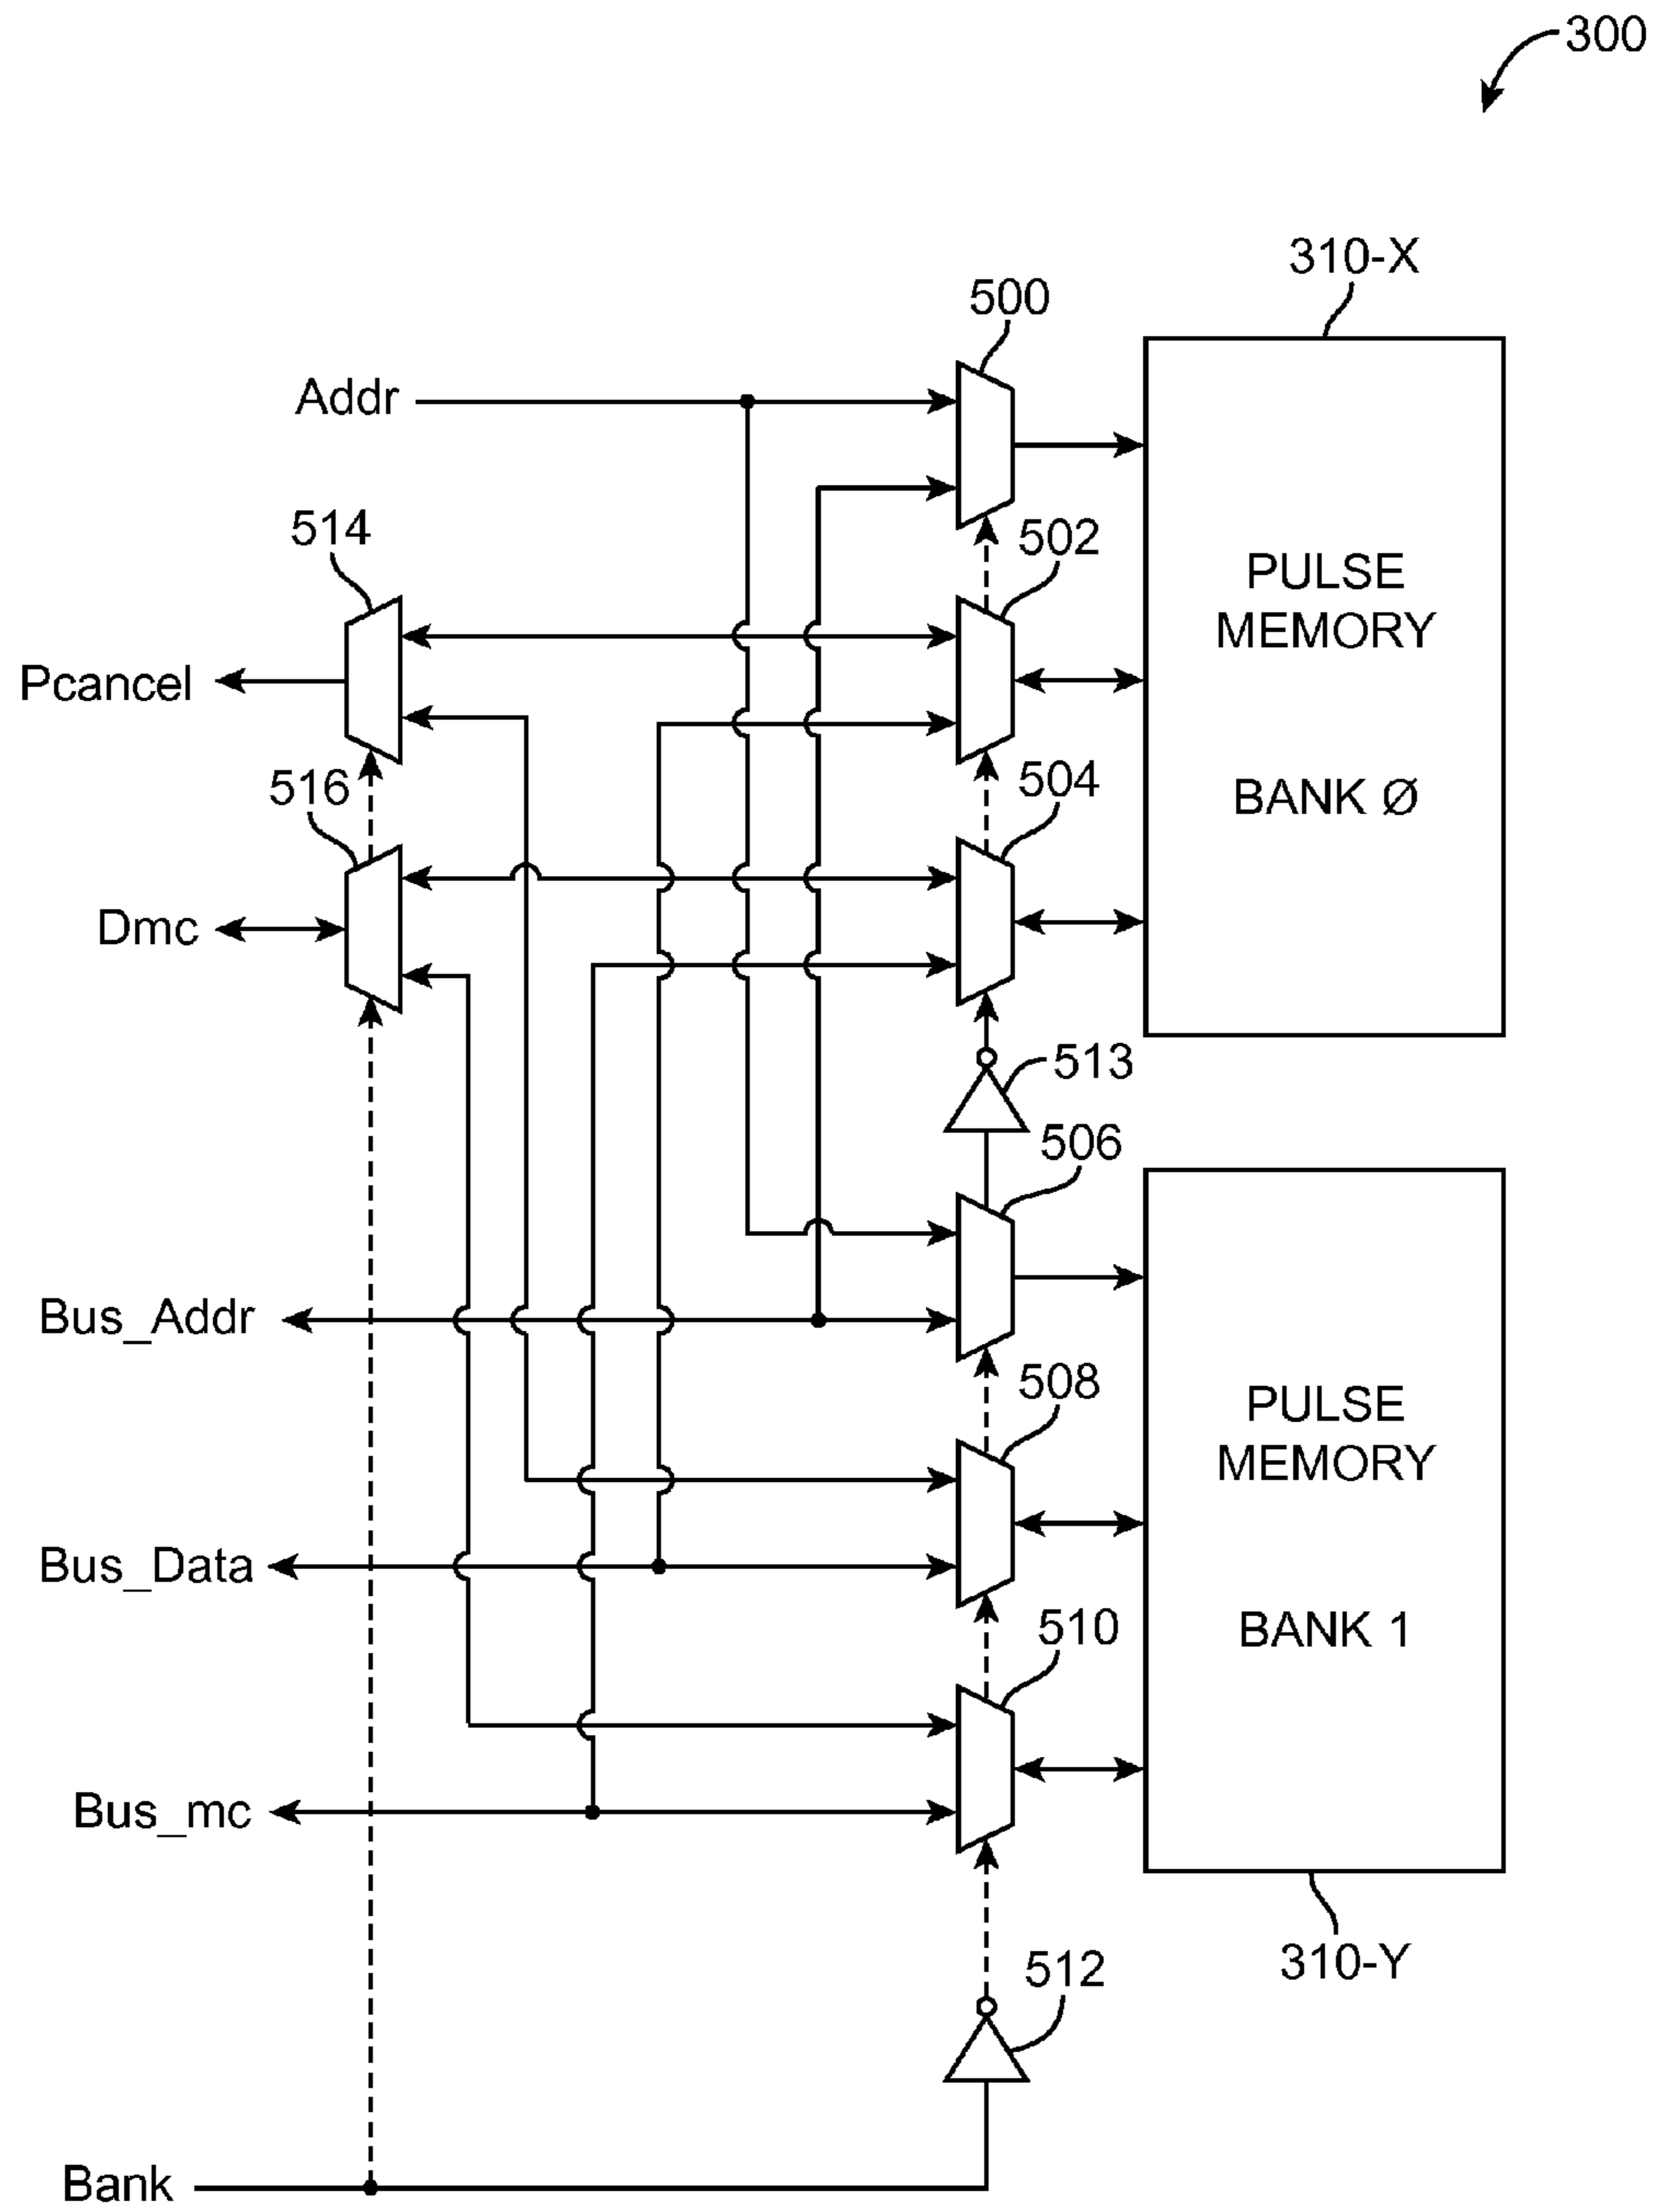 300
310-X
500
Addr
514
502
PULSE
MEMORY
Pcancel
516
504
BANK Ø
Dmc
513
506
Bus_Addr
508
PULSE
MEMORY
Bus_Data
510
BANK 1
Bus_mc
310-Y
512
Bank